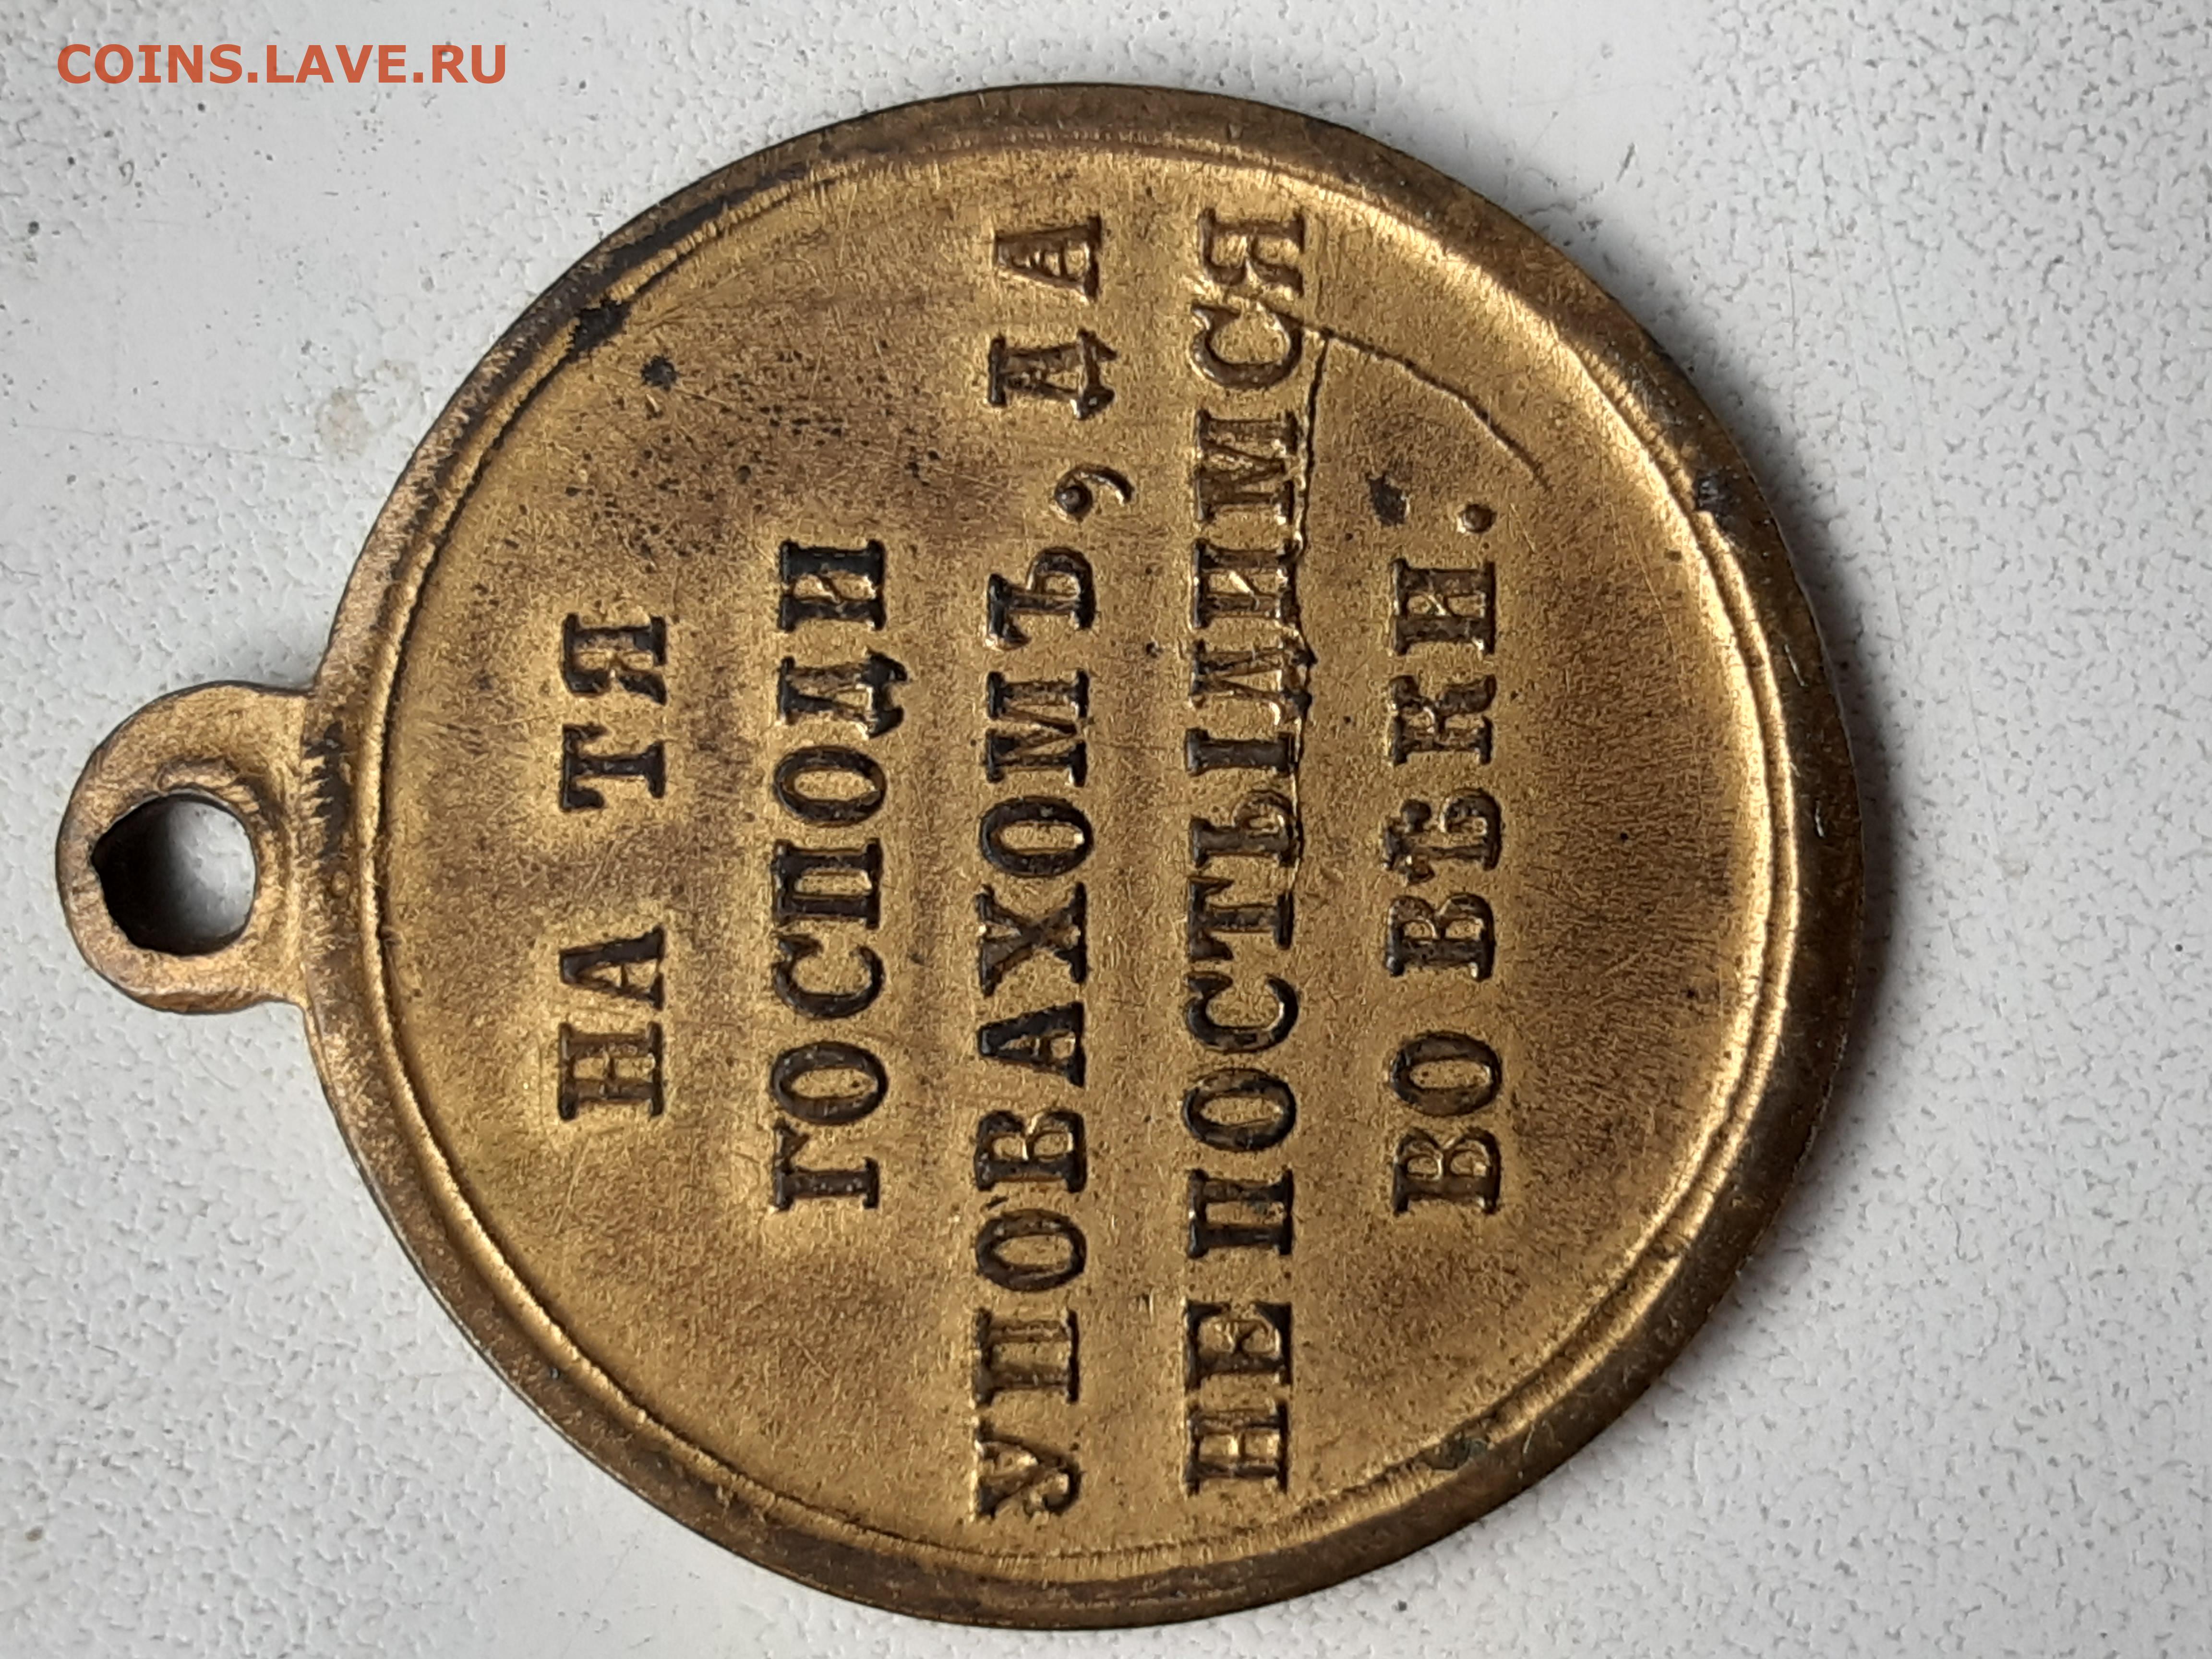 COINS.LAVE.RU
НА ТЯ
ГОСПОДИ
УПОВАХОМЪ, ДА
НЕ ПОСТЫДИМСЯ
ВО ВѢКИ.